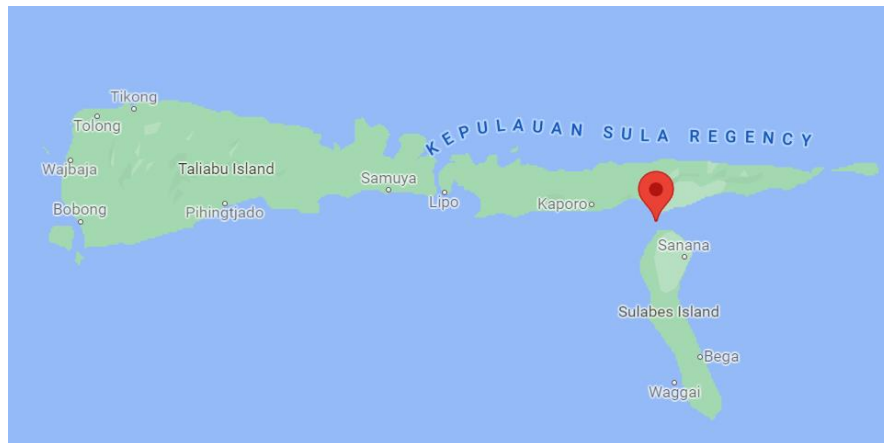 Tikong
Tolong
KEPULAUAN SULA REGENCY
Wajbaja
Taliabu Island
Samuya
Lipo
Kaporo
Bobong
Pihingtjado
Sanana
Sulabes Island
Bega
Waggai